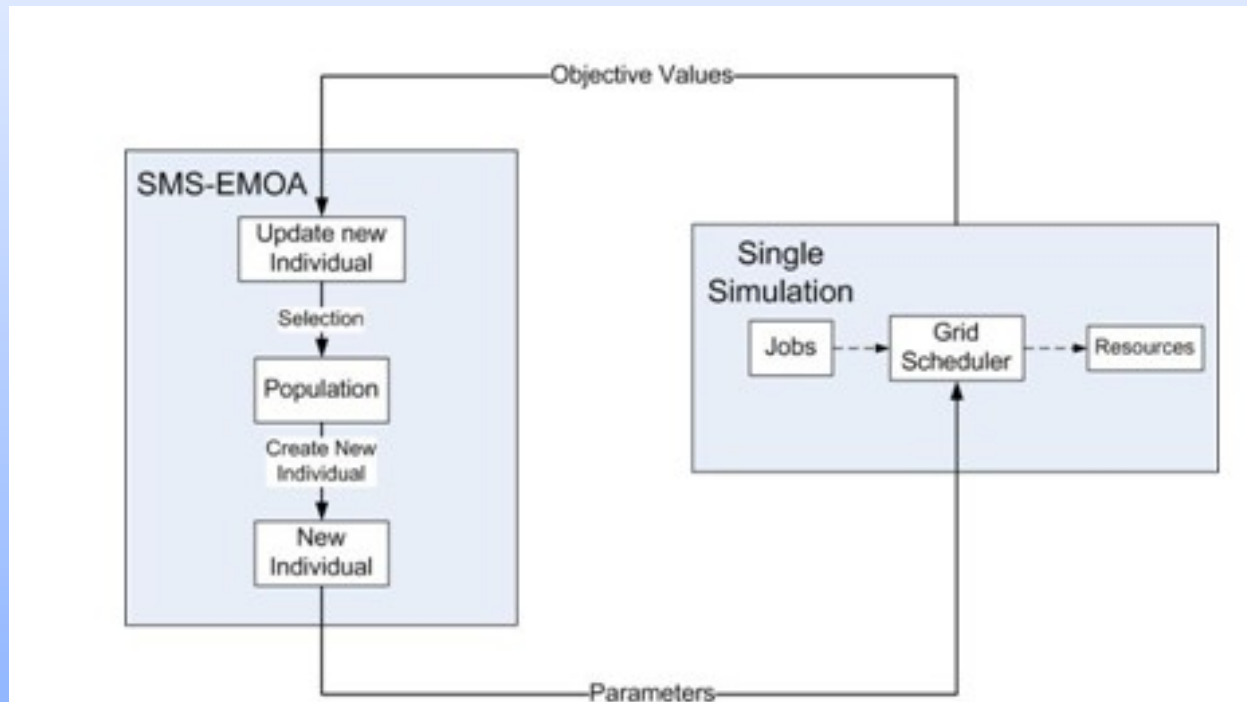 Objective Values
SMS-EMOA
Update new
Individual
Selection
Population
Create New
Individual
New
Individual
Single
Simulation
Jobs
Grid
Scheduler
Resources
Parameters